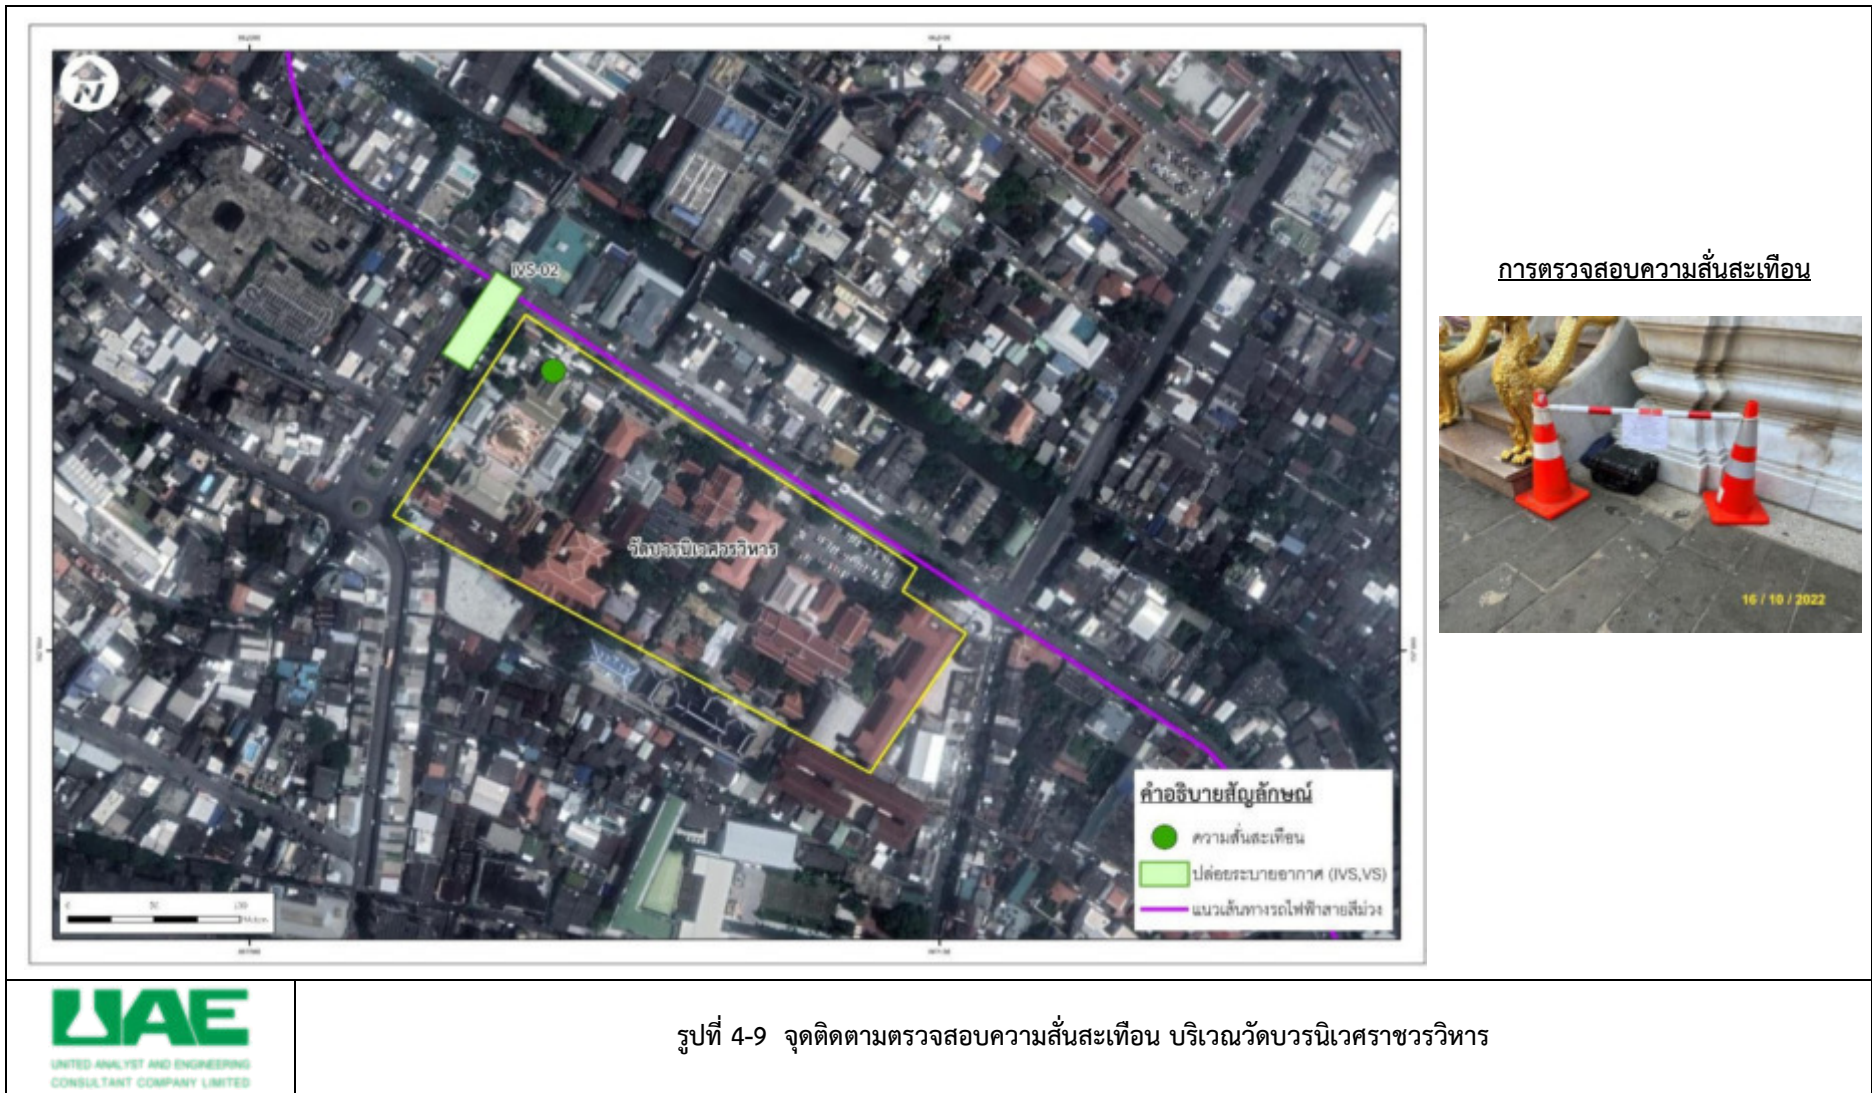 IVS-02
วัดบวรนิเวศวรวิหาร
คำอธิบายสัญลักษณ์
ความสั่นสะเทือน
ปล่อยระบายอากาศ (IVS,VS)
แนวเส้นทางรถไฟฟ้าสายสีม่วง
0 50 100
การตรวจสอบความสั่นสะเทือน
16 / 10 / 2022
UAE
UNITED ANALYST AND ENGINEERING
CONSULTANT COMPANY LIMITED
รูปที่ 4-9 จุดติดตามตรวจสอบความสั่นสะเทือน บริเวณวัดบวรนิเวศราชวรวิหาร